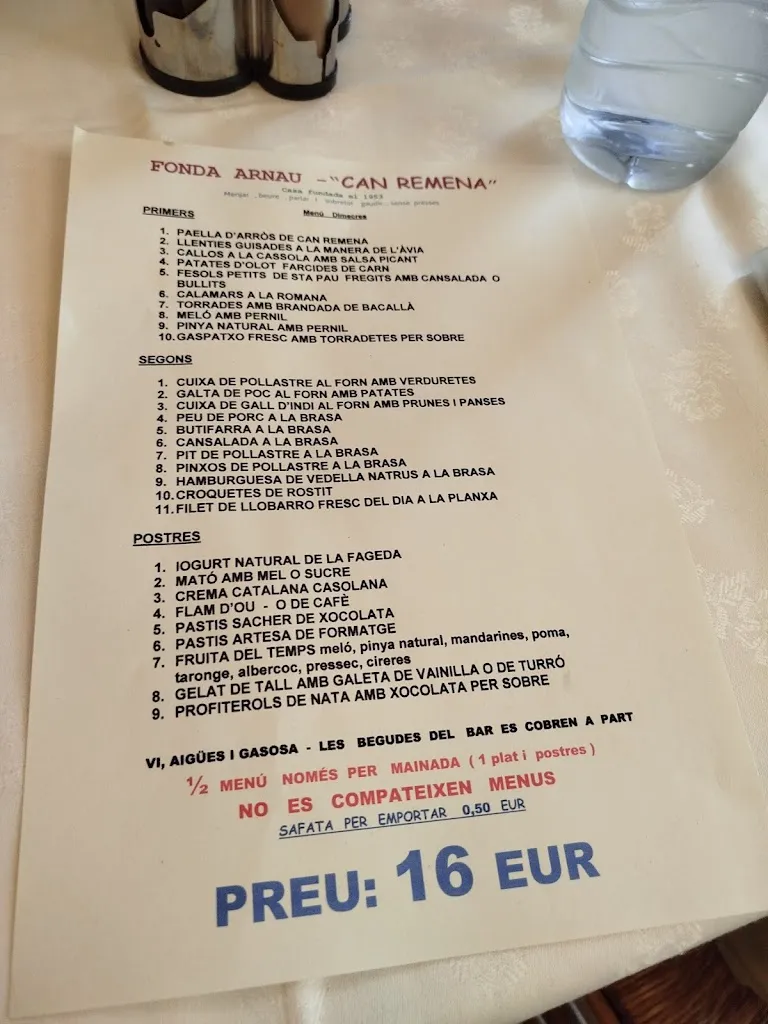 FONDA ARNAU - "CAN REMENA"
Casa fundada al 1953
Menú Dimecres
PRIMERS
1. PAELLA D'ARRÒS DE CAN REMENA
2. LLENTIES GUISADES A LA MANERA DE L'ÀVIA
3. CALLOS A LA CASSOLA AMB SALSA PICANT
4. PATATES D'OLOT FARCIDES DE CARN
5. FESOLS PETITS DE STA PAU FREGITS AMB CANSALADA O
BULLITS
6. CALAMARS A LA ROMANA
7. TORRADES AMB BRANDADA DE BACALLÀ
8. MELÓ AMB PERNIL
9. PINYA NATURAL AMB PERNIL
10. GASPATXO FRESC AMB TORRADETES PER SOBRE
SEGONS
1. CUIXA DE POLLASTRE AL FORN AMB VERDURETES
2. GALTA DE POC AL FORN AMB PATATES
3. CUIXA DE GALL D'INDI AL FORN AMB PRUNES I PANSES
4. PEU DE PORC A LA BRASA
5. BUTIFARRA A LA BRASA
6. CANSALADA A LA BRASA
7. PIT DE POLLASTRE A LA BRASA
8. PINXOS DE POLLASTRE A LA BRASA
9. HAMBURGUESA DE VEDELLA NATRUS A LA BRASA
10. CROQUETES DE ROSTIT
11. FILET DE LLOBARRO FRESC DEL DIA A LA PLANXA
POSTRES
1. IOGURT NATURAL DE LA FAGEDA
2. MATÓ AMB MEL O SUCRE
3. CREMA CATALANA CASOLANA
4. FLAM D'OU - O DE CAFÈ
5. PASTIS SACHER DE XOCOLATA
6. PASTIS ARTESA DE FORMATGE
7. FRUITA DEL TEMPS meló, pinya natural, mandarines, poma,
taronge, albercoc, pressec, cireres
8. GELAT DE TALL AMB GALETA DE VAINILLA O DE TURRÓ
9. PROFITEROLS DE NATA AMB XOCOLATA PER SOBRE
VI, AIGÜES I GASOSA - LES BEGUDES DEL BAR ES COBREN A PART
½ MENÚ NOMÉS PER MAINADA ( 1 plat i postres )
NO ES COMPATEIXEN MENUS
SAFATA PER EMPORTAR 0,50 EUR
PREU: 16 EUR